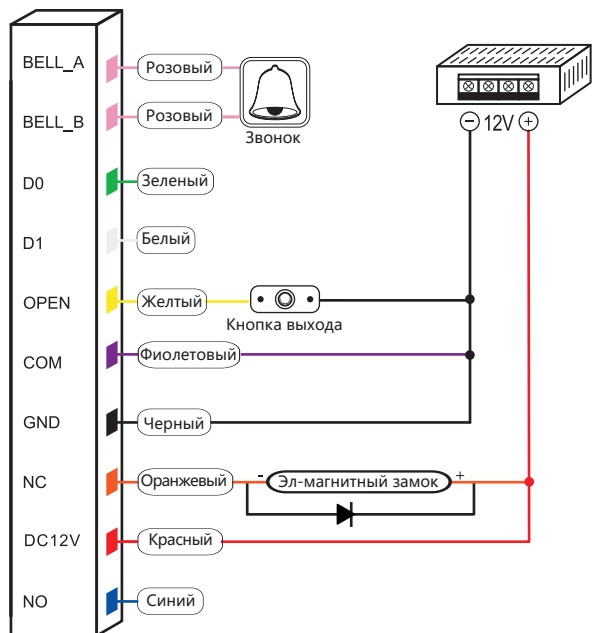 BELL_A
Розовый
BELL_B
Розовый
Звонок
− 12V +
D0
Зеленый
D1
Белый
OPEN
Желтый
Кнопка выхода
COM
Фиолетовый
GND
Черный
NC
Оранжевый
- Эл-магнитный замок +
DC12V
Красный
NO
Синий